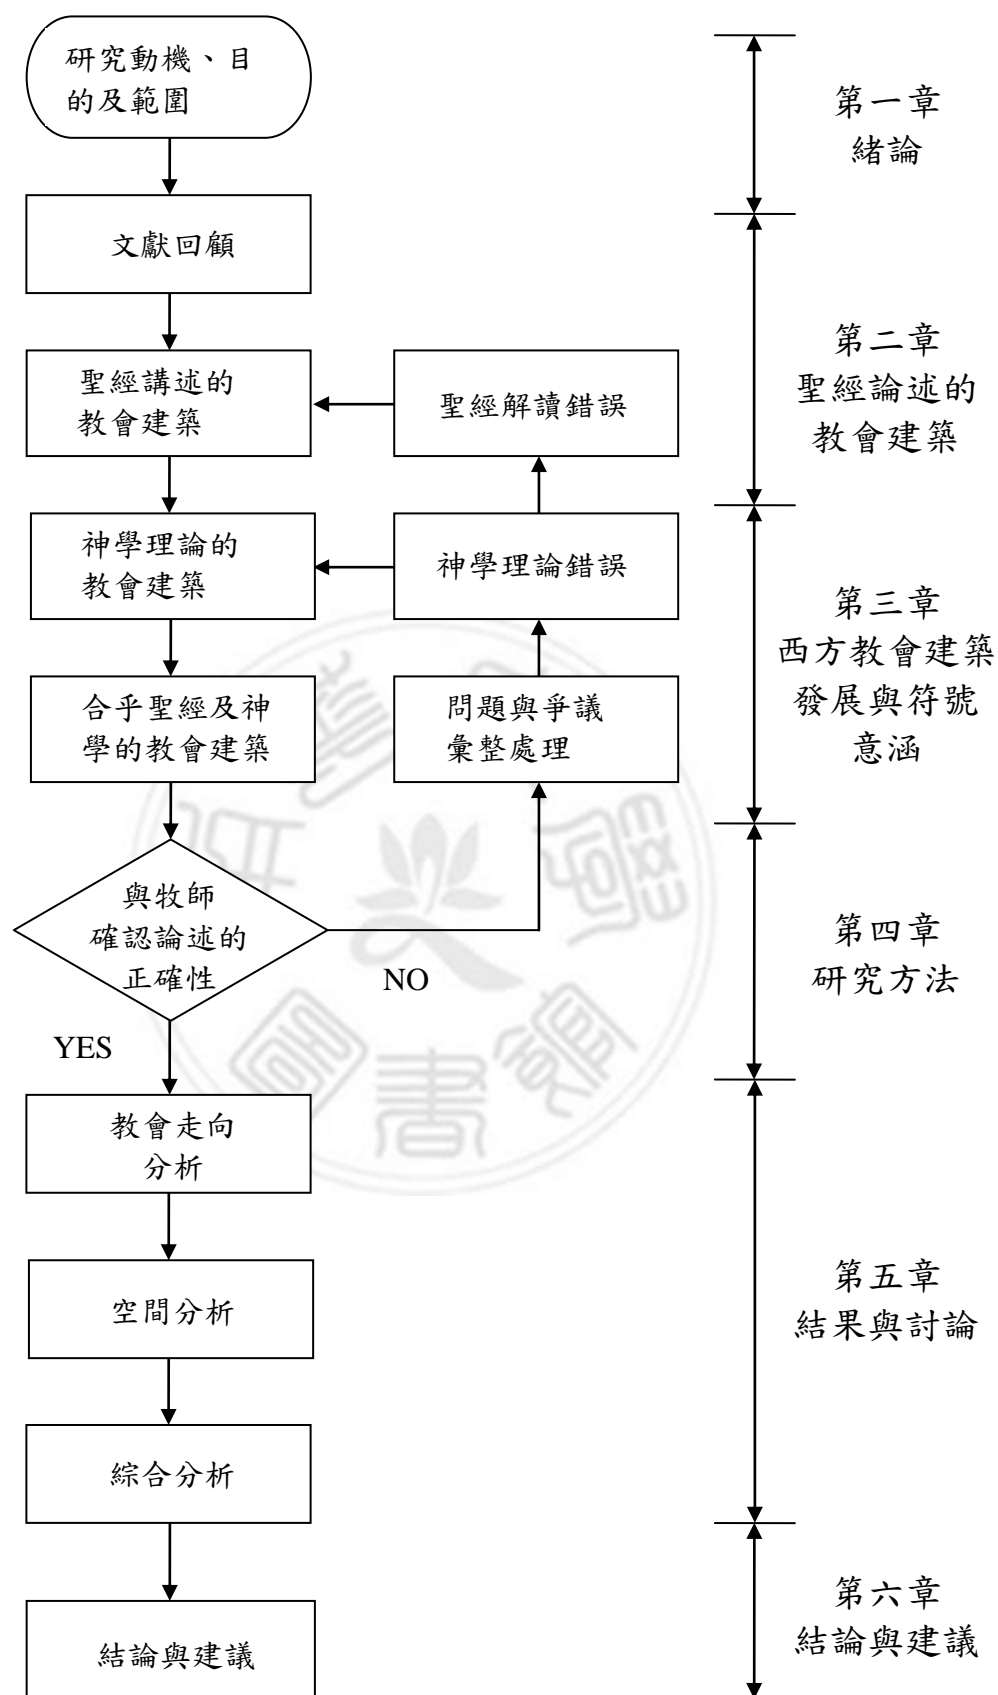 研究動機、目
的及範圍
文獻回顧
聖經講述的
教會建築
聖經解讀錯誤
神學理論的
教會建築
神學理論錯誤
合乎聖經及神
學的教會建築
問題與爭議
彙整處理
與牧師
確認論述的
正確性
NO
YES
教會走向
分析
空間分析
綜合分析
結論與建議
第一章
緒論
第二章
聖經論述的
教會建築
第三章
西方教會建築
發展與符號
意涵
第四章
研究方法
第五章
結果與討論
第六章
結論與建議